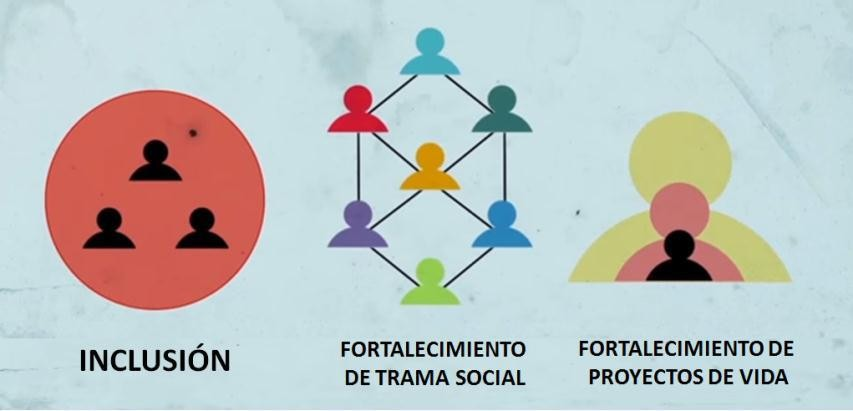 INCLUSIÓN
FORTALECIMIENTO
DE TRAMA SOCIAL
FORTALECIMIENTO DE
PROYECTOS DE VIDA